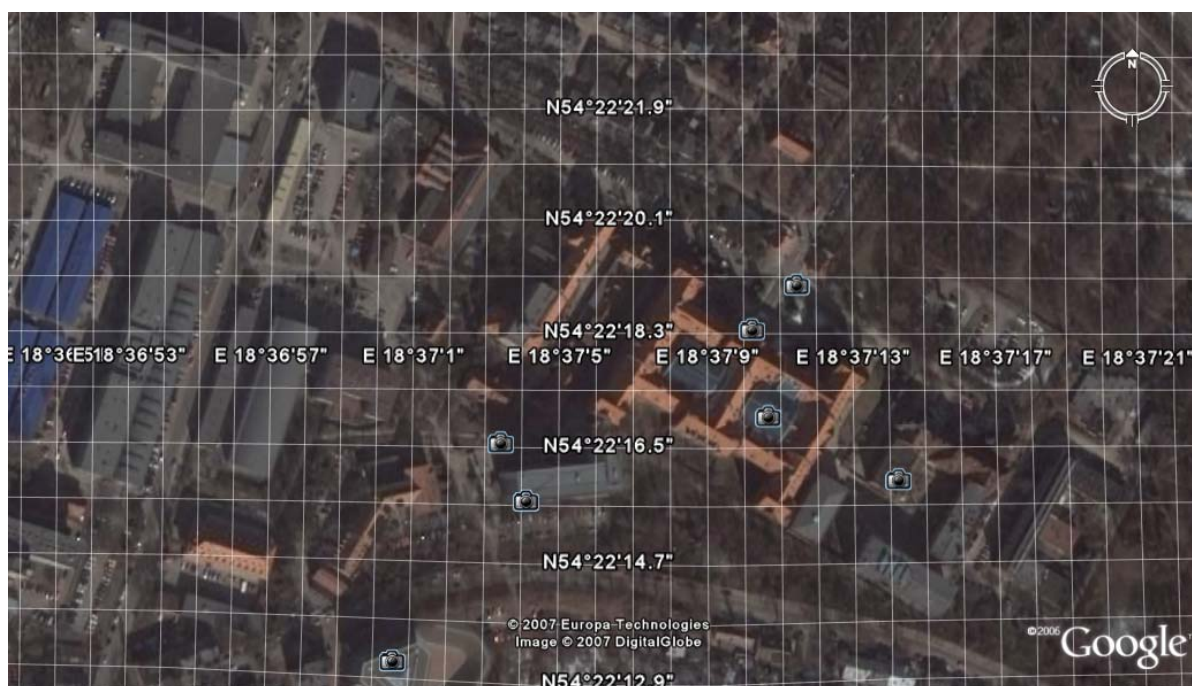 N
N54°22'21.9"
N54°22'20.1"
N54°22'18.3"
E 18°36'53" E 18°36'57" E 18°37'1" E 18°37'5" E 18°37'9" E 18°37'13" E 18°37'17" E 18°37'21"
N54°22'16.5"
N54°22'14.7"
© 2007 Europa Technologies
Image © 2007 DigitalGlobe
©2006 Google
N54°22'12.9"